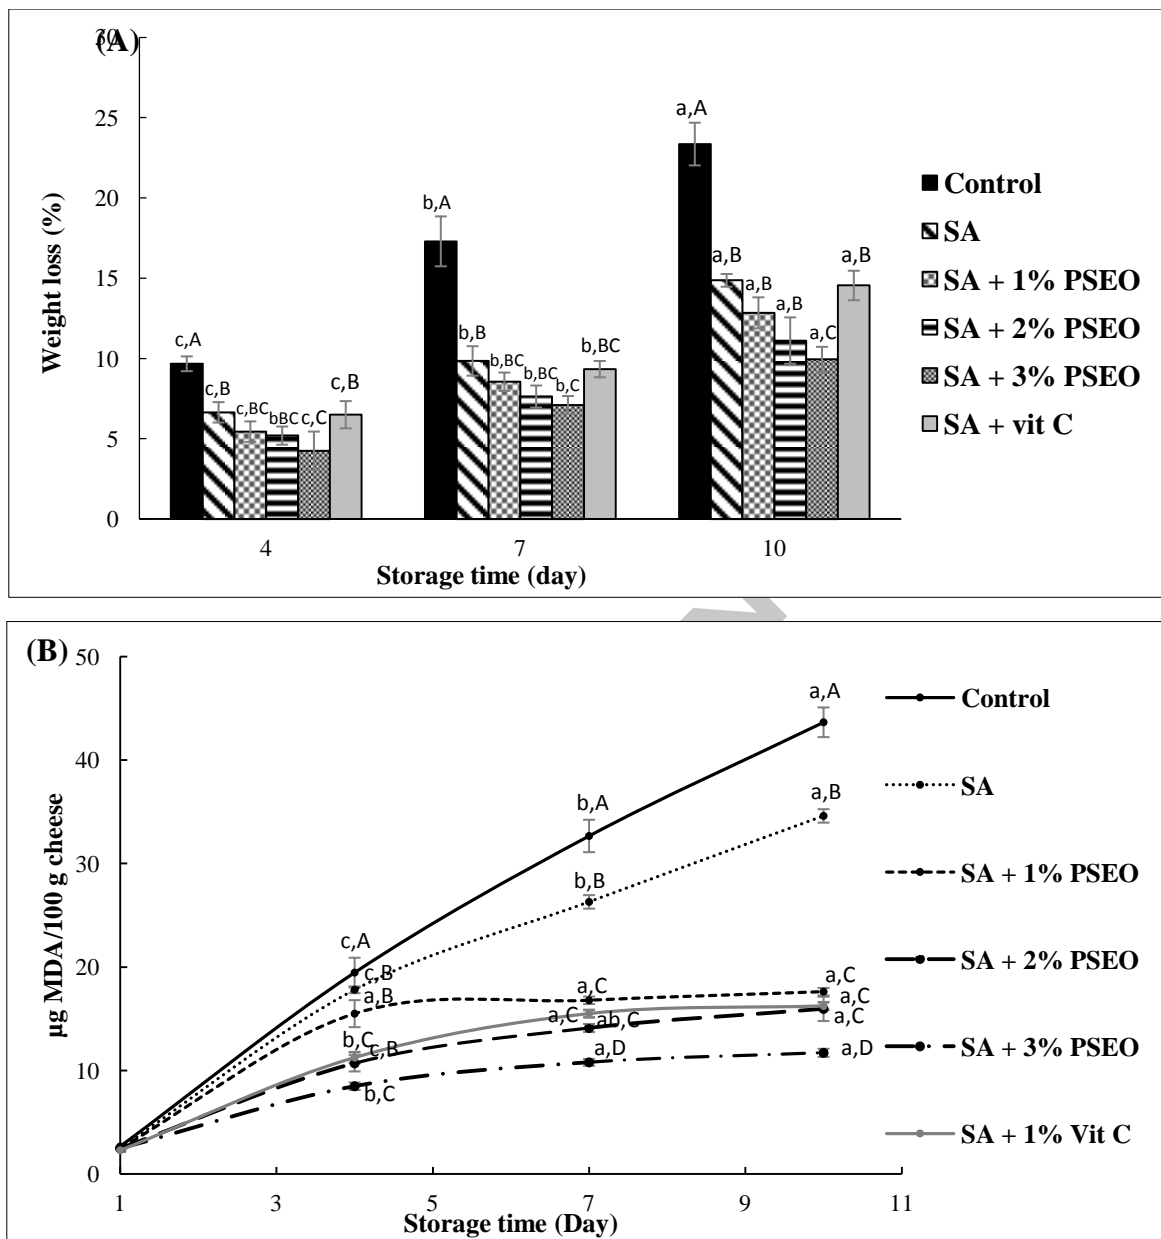 (A)
30
25
20
15
10
5
0
Weight loss (%)
c,A
c,B
c,BC
bBC
c,C
c,B
b,A
b,B
b,BC
b,BC
b,C
b,BC
a,A
a,B
a,B
a,B
a,C
a,B
4
7
10
Storage time (day)
Control
SA
SA + 1% PSEO
SA + 2% PSEO
SA + 3% PSEO
SA + vit C
(B)
50
40
30
20
10
0
µg MDA/100 g cheese
c,A
c,B
a,B
b,C
c,B
b,C
b,A
b,B
a,C
a,C
ab,C
a,D
a,A
a,B
a,C
a,C
a,C
a,D
1
3
5
7
9
11
Storage time (Day)
Control
SA
SA + 1% PSEO
SA + 2% PSEO
SA + 3% PSEO
SA + 1% Vit C